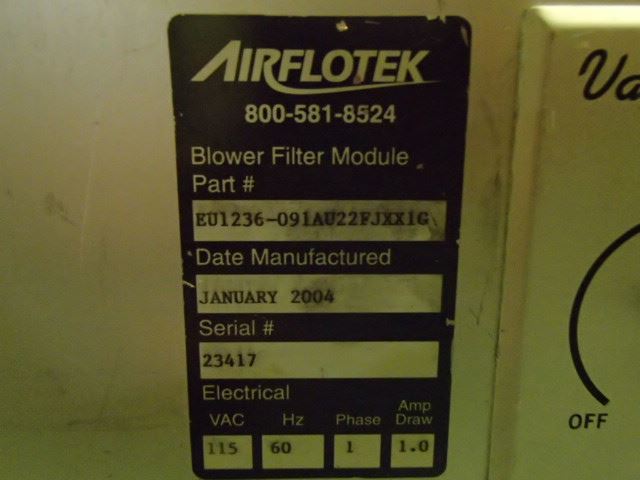 AIRFLOTEK
800-581-8524
Blower Filter Module
Part #
EU1236-091AU22FJXX1G
Date Manufactured
JANUARY 2004
Serial #
23417
Electrical
VAC Hz Phase Amp Draw
115 60 1 1.0
Va
OFF